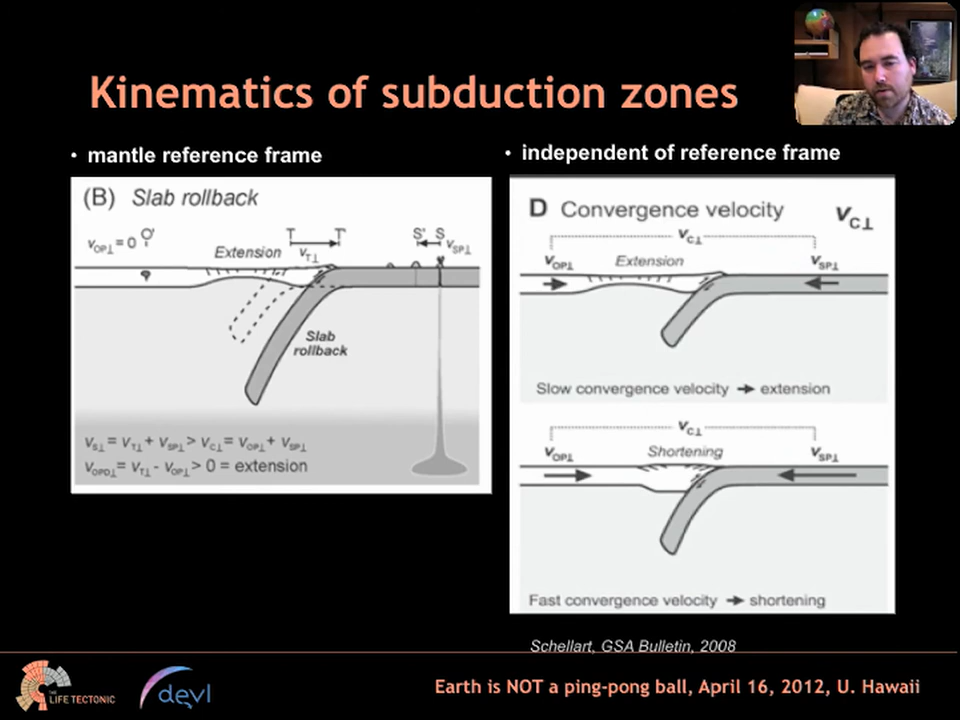 Kinematics of subduction zones
• mantle reference frame
• independent of reference frame
(B) Slab rollback
O'
T T' S' S
vOP⊥ = 0
Extension
vT⊥
vSP⊥
Slab
rollback
vS⊥ = vT⊥ + vSP⊥ > vC⊥ = vOP⊥ + vSP⊥
vOPD⊥ = vT⊥ - vOP⊥ > 0 = extension
D Convergence velocity
vC⊥
vC⊥
vOP⊥ Extension vSP⊥
Slow convergence velocity → extension
vC⊥
vOP⊥ Shortening vSP⊥
Fast convergence velocity → shortening
Schellart, GSA Bulletin, 2008
THE
LIFE TECTONIC
devl
Earth is NOT a ping-pong ball, April 16, 2012, U. Hawaii